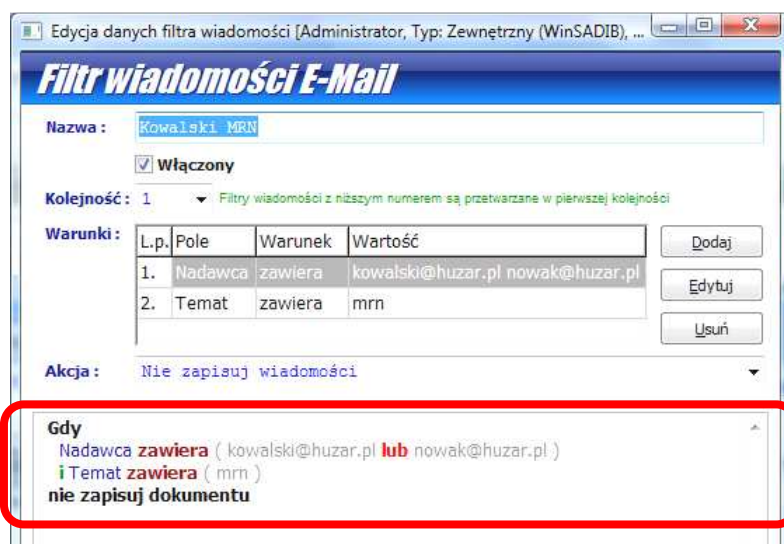 Edycja danych filtra wiadomości [Administrator, Typ: Zewnętrzny (WinSADIB), ...
Filtr wiadomości E-Mail
Nazwa : Kowalski MRN
Włączony
Kolejność : 1 Filtry wiadomości z niższym numerem są przetwarzane w pierwszej kolejności
Warunki : L.p. Pole Warunek Wartość Dodaj
1. Nadawca zawiera kowalski@huzar.pl nowak@huzar.pl Edytuj
2. Temat zawiera mrn
Usuń
Akcja : Nie zapisuj wiadomości
Gdy
Nadawca zawiera ( kowalski@huzar.pl lub nowak@huzar.pl )
i Temat zawiera ( mrn )
nie zapisuj dokumentu